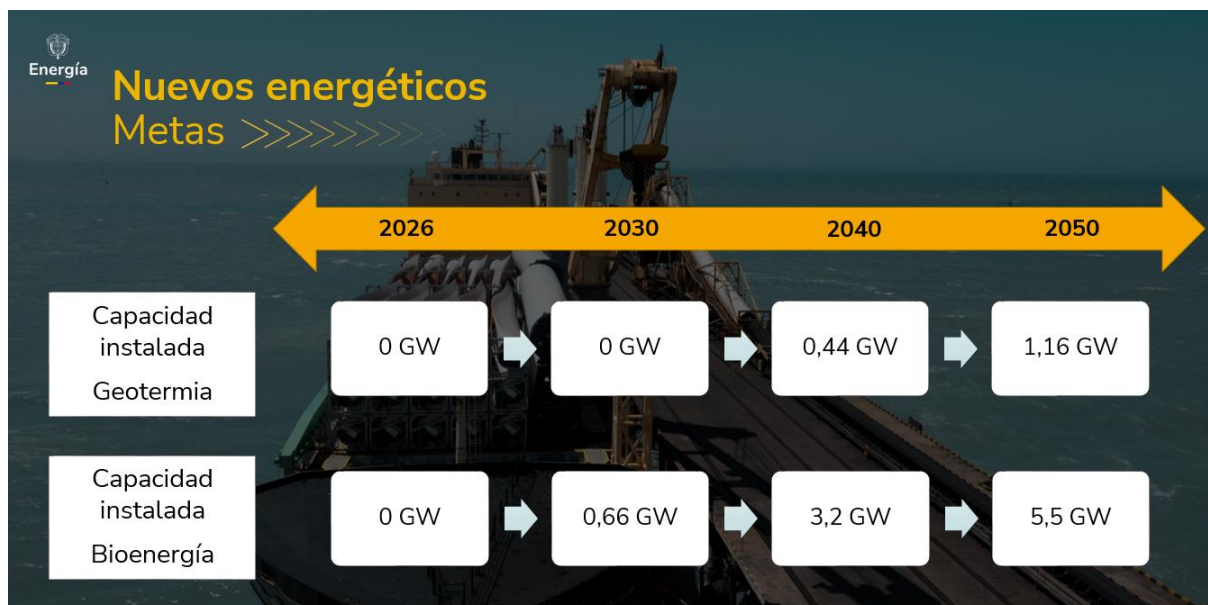 Energía
Nuevos energéticos
Metas
2026 2030 2040 2050
Capacidad
instalada
Geotermia
0 GW 0 GW 0,44 GW 1,16 GW
Capacidad
instalada
Bioenergía
0 GW 0,66 GW 3,2 GW 5,5 GW